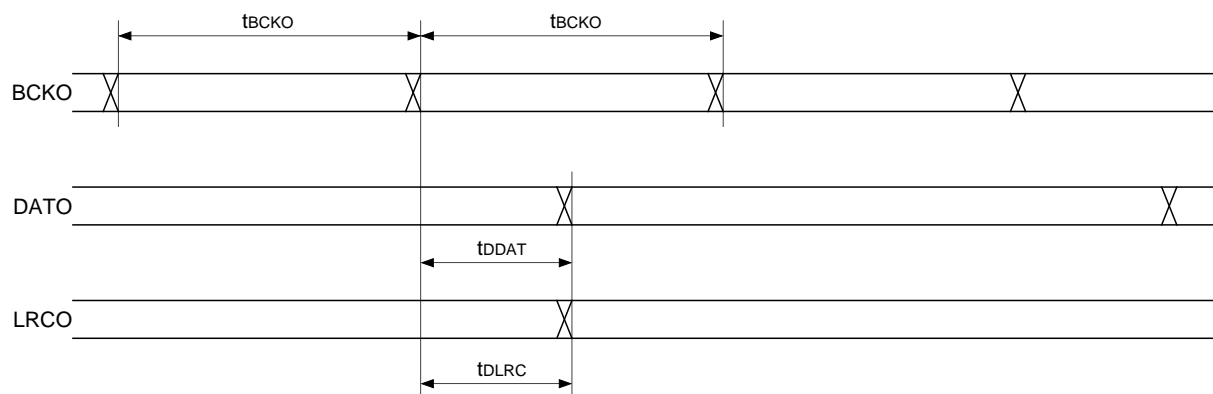 tBCKO tBCKO
BCKO
DATO
tDDAT
LRCO
tDLRC